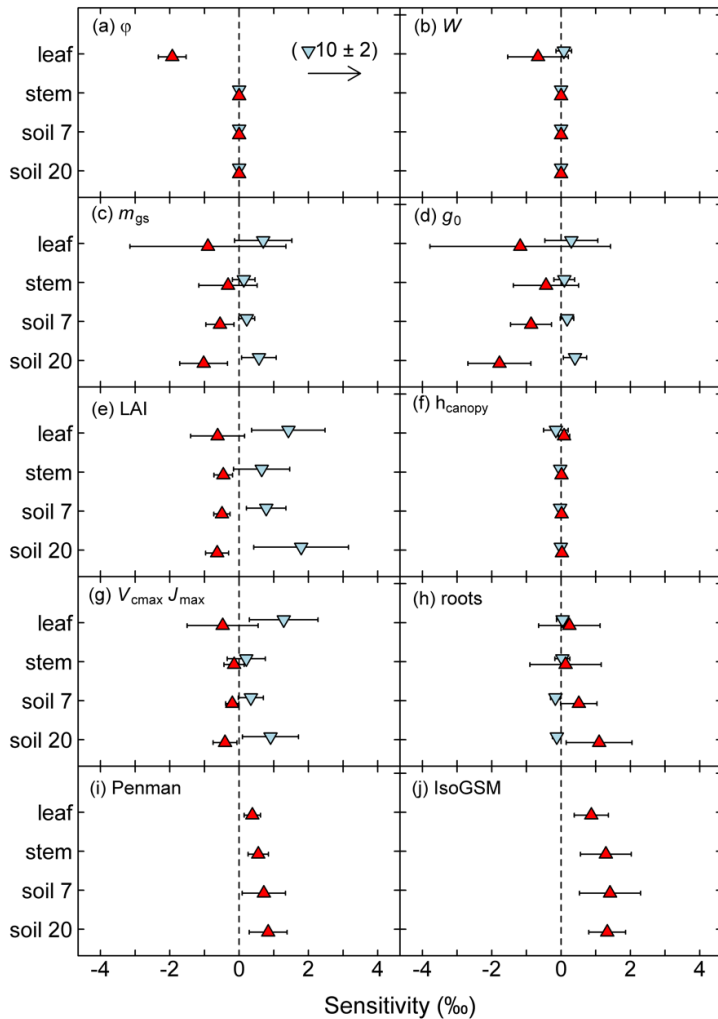 (a) φ
(b) W
leaf
stem
soil 7
soil 20
(▽10 ± 2)
(c) mgs
(d) g0
leaf
stem
soil 7
soil 20
(e) LAI
(f) hcanopy
leaf
stem
soil 7
soil 20
(g) Vcmax Jmax
(h) roots
leaf
stem
soil 7
soil 20
(i) Penman
(j) IsoGSM
leaf
stem
soil 7
soil 20
-4 -2 0 2 4 -4 -2 0 2 4
Sensitivity (‰)